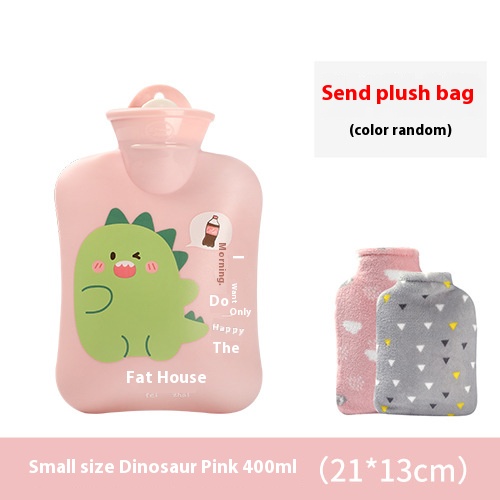 Send plush bag
(color random)
Morning.
I
Want
Do
Only
Happy
The
Fat House
Small size Dinosaur Pink 400ml
(21*13cm)